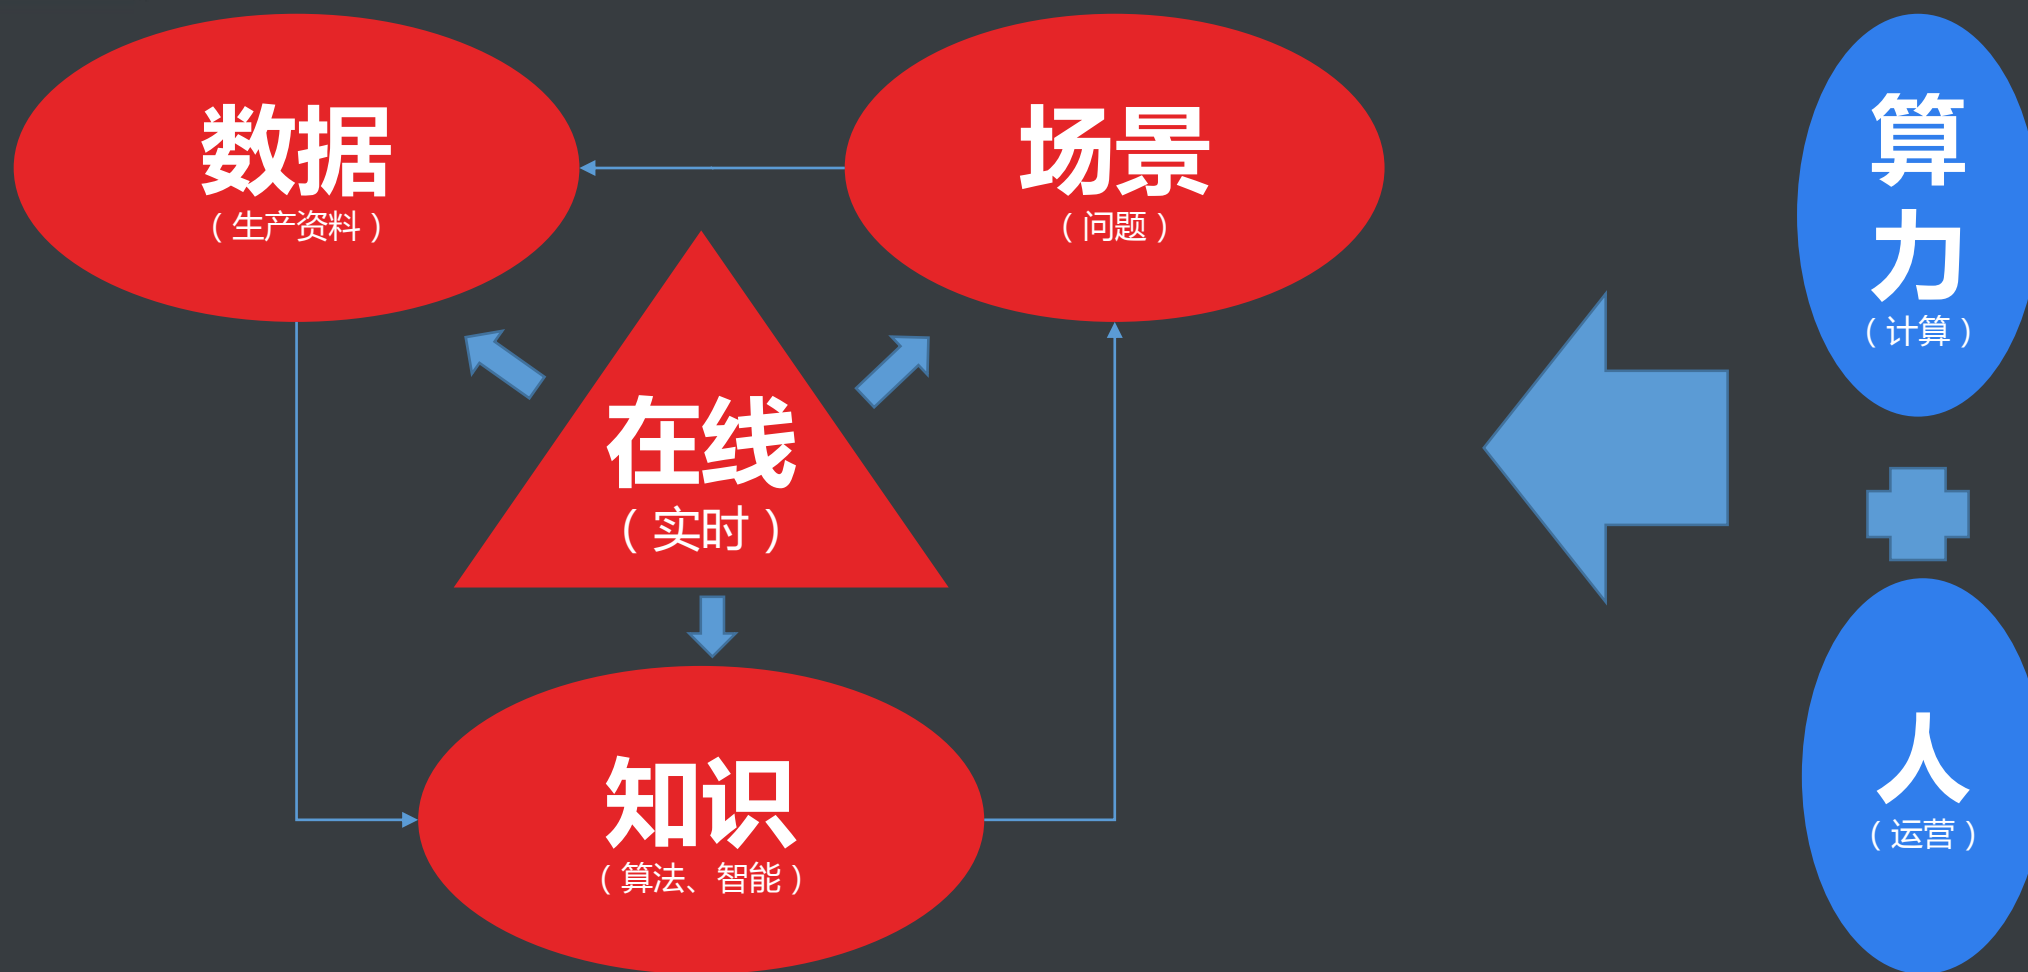 数据
（生产资料）
场景
（问题）
在线
（实时）
知识
（算法、智能）
算
力
（计算）
人
（运营）